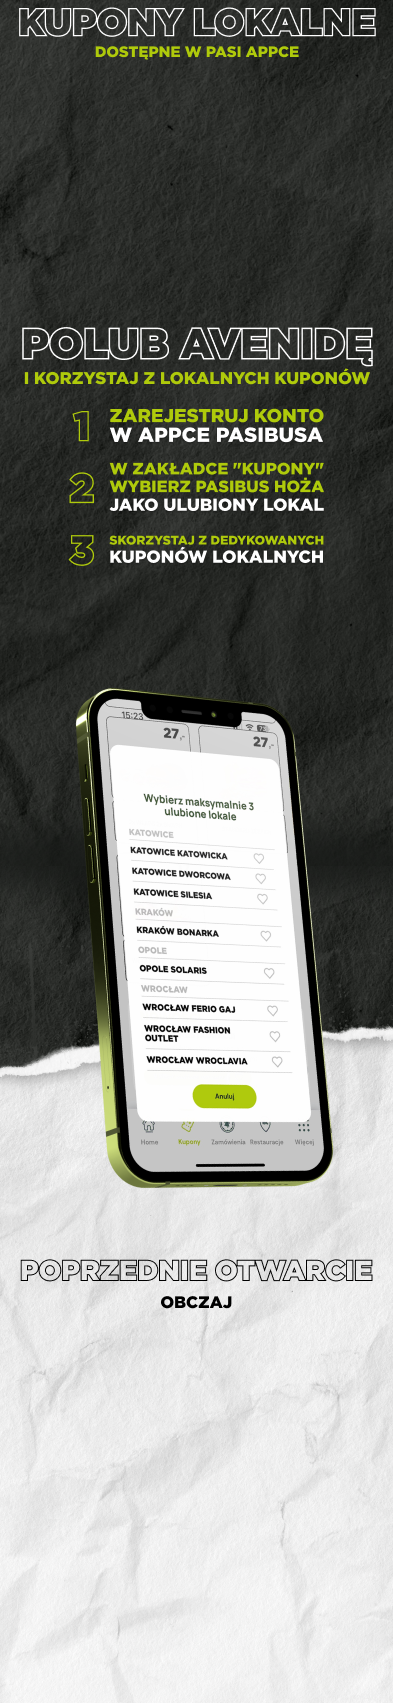 KUPONY LOKALNE
DOSTĘPNE W PASI APPCE
POLUB AVENIDĘ
I KORZYSTAJ Z LOKALNYCH KUPONÓW
1 ZAREJESTRUJ KONTO
W APPCE PASIBUSA
2 W ZAKŁADCE "KUPONY"
WYBIERZ PASIBUS HOŻA
JAKO ULUBIONY LOKAL
3 SKORZYSTAJ Z DEDYKOWANYCH
KUPONÓW LOKALNYCH
15:23
27,-
27,-
Wybierz maksymalnie 3
ulubione lokale
KATOWICE
KATOWICE KATOWICKA
KATOWICE DWORCOWA
KATOWICE SILESIA
KRAKÓW
KRAKÓW BONARKA
OPOLE
OPOLE SOLARIS
WROCŁAW
WROCŁAW FERIO GAJ
WROCŁAW FASHION
OUTLET
WROCŁAW WROCLAVIA
Anuluj
Home Kupony Zamówienia Restauracje Więcej
POPRZEDNIE OTWARCIE
OBCZAJ